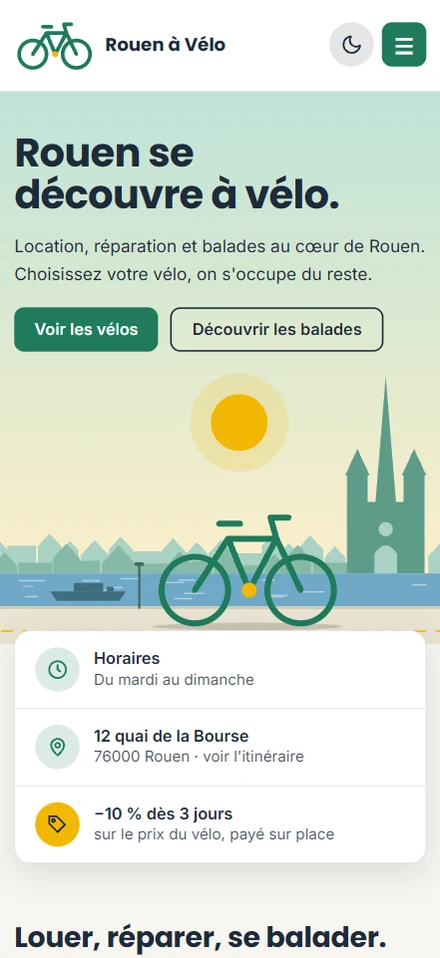 Rouen à Vélo
Rouen se
découvre à vélo.
Location, réparation et balades au cœur de Rouen.
Choisissez votre vélo, on s'occupe du reste.
Voir les vélos
Découvrir les balades
Horaires
Du mardi au dimanche
12 quai de la Bourse
76000 Rouen · voir l'itinéraire
−10 % dès 3 jours
sur le prix du vélo, payé sur place
Louer, réparer, se balader.